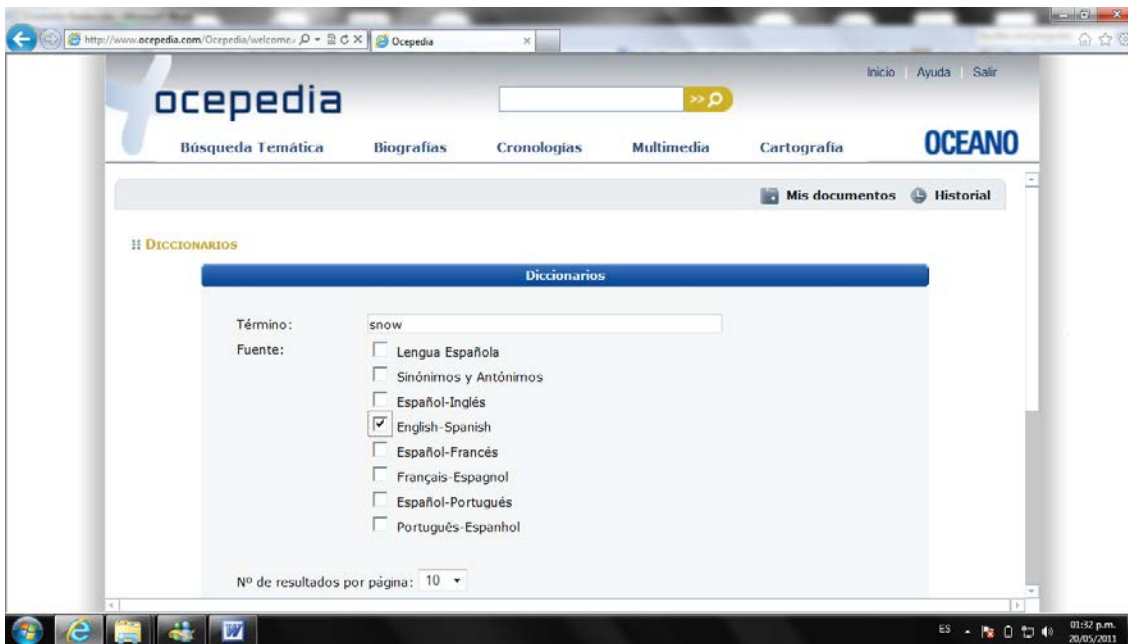 http://www.ocepedia.com/Ocepedia/welcome.
Ocepedia
Inicio Ayuda Salir
ocepedia
>>
Búsqueda Temática Biografías Cronologías Multimedia Cartografía OCEANO
Mis documentos Historial
DICCIONARIOS
Diccionarios
Término: snow
Fuente: Lengua Española
Sinónimos y Antónimos
Español-Inglés
English-Spanish
Español-Francés
Français-Espagnol
Español-Portugués
Português-Espanhol
Nº de resultados por página: 10
ES 01:32 p.m.
20/05/2011